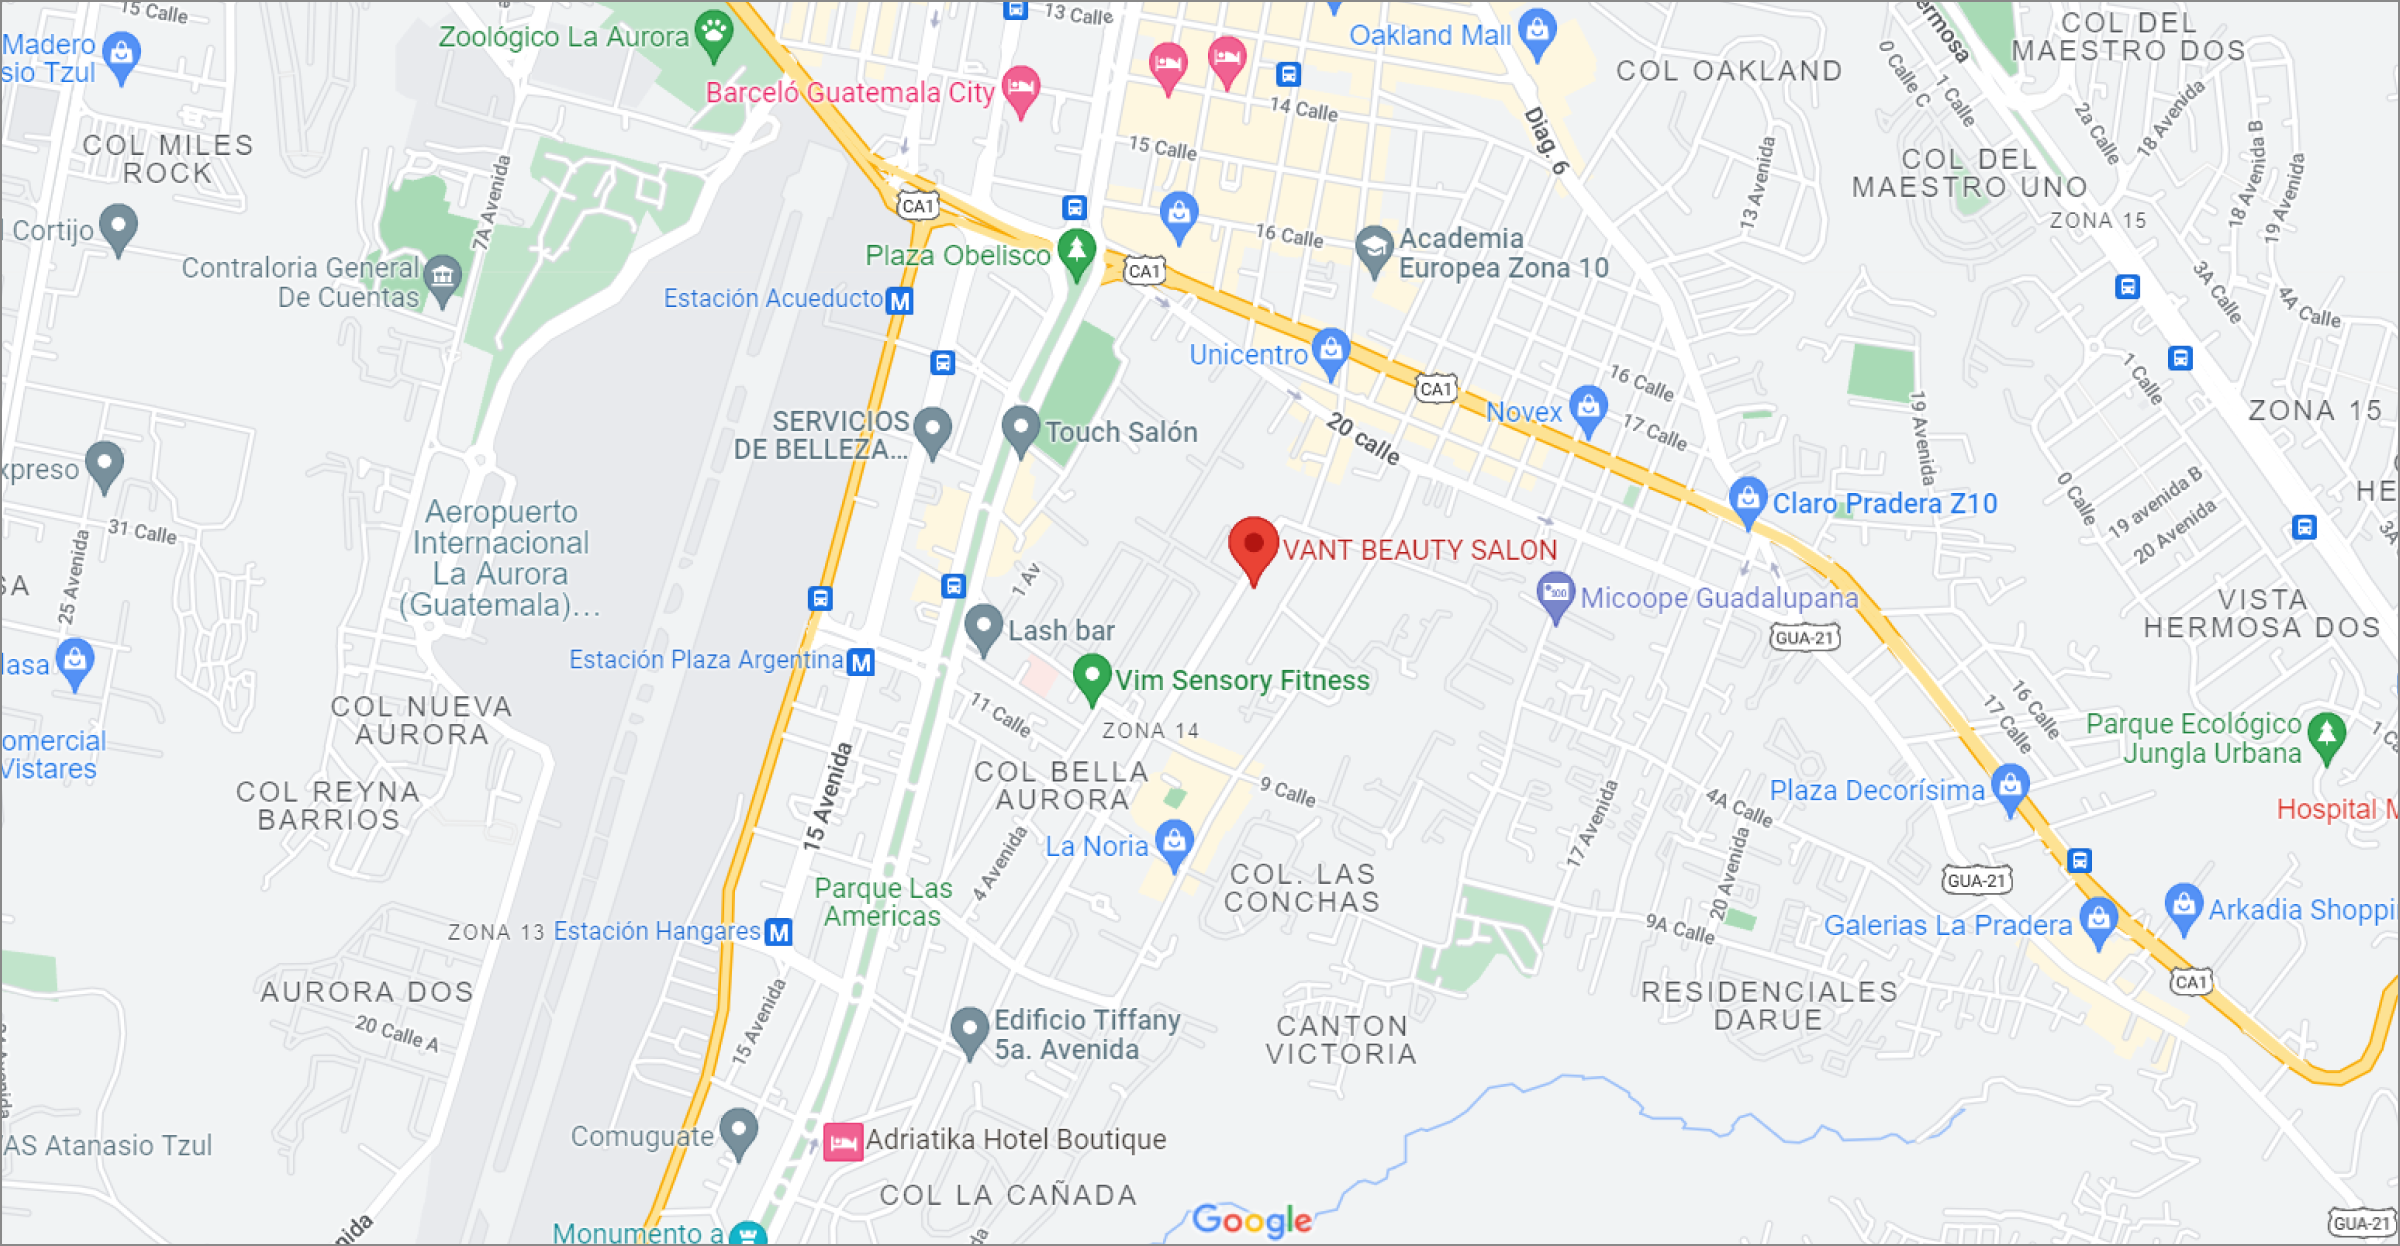 15 Calle
13 Calle
Zoológico La Aurora
Oakland Mall
COL DEL
MAESTRO DOS
Madero
sio Tzul
COL OAKLAND
0 Calle C
1 Calle
2a Calle
18 Avenida
Barceló Guatemala City
14 Calle
Diag. 6
COL MILES
ROCK
15 Calle
COL DEL
MAESTRO UNO
18 Avenida B
19 Avenida
13 Avenida
7A Avenida
CA1
ZONA 15
Cortijo
Plaza Obelisco
16 Calle
Academia
Europea Zona 10
Contraloria General
De Cuentas
CA1
3A Calle
4A Calle
Estación Acueducto
M
Unicentro
CA1
16 Calle
1 Calle
Novex
17 Calle
19 Avenida
ZONA 15
SERVICIOS
DE BELLEZA...
Touch Salón
20 calle
xpreso
0 Calle
19 avenida B
20 Avenida
HE
Claro Pradera Z10
31 Calle
25 Avenida
Aeropuerto
Internacional
La Aurora
(Guatemala)...
VANT BEAUTY SALON
1 Av
Micoope Guadalupana
GUA-21
VISTA
HERMOSA DOS
Lash bar
Estación Plaza Argentina
M
Vim Sensory Fitness
COL NUEVA
AURORA
11 Calle
ZONA 14
16 Calle
17 Calle
Parque Ecológico
Jungla Urbana
omercial
Vistares
COL BELLA
AURORA
9 Calle
15 Avenida
17 Avenida
4A Calle
20 Avenida
Plaza Decorísima
COL REYNA
BARRIOS
Hospital M
La Noria
4 Avenida
COL. LAS
CONCHAS
Parque Las
Americas
GUA-21
Galerias La Pradera
Arkadia Shoppi
ZONA 13
Estación Hangares
M
9A Calle
CA1
AURORA DOS
20 Calle A
15 Avenida
RESIDENCIALES
DARUE
Edificio Tiffany
5a. Avenida
CANTON
VICTORIA
Comuguate
Adriatika Hotel Boutique
AS Atanasio Tzul
COL LA CAÑADA
Google
GUA-21
Monumento a